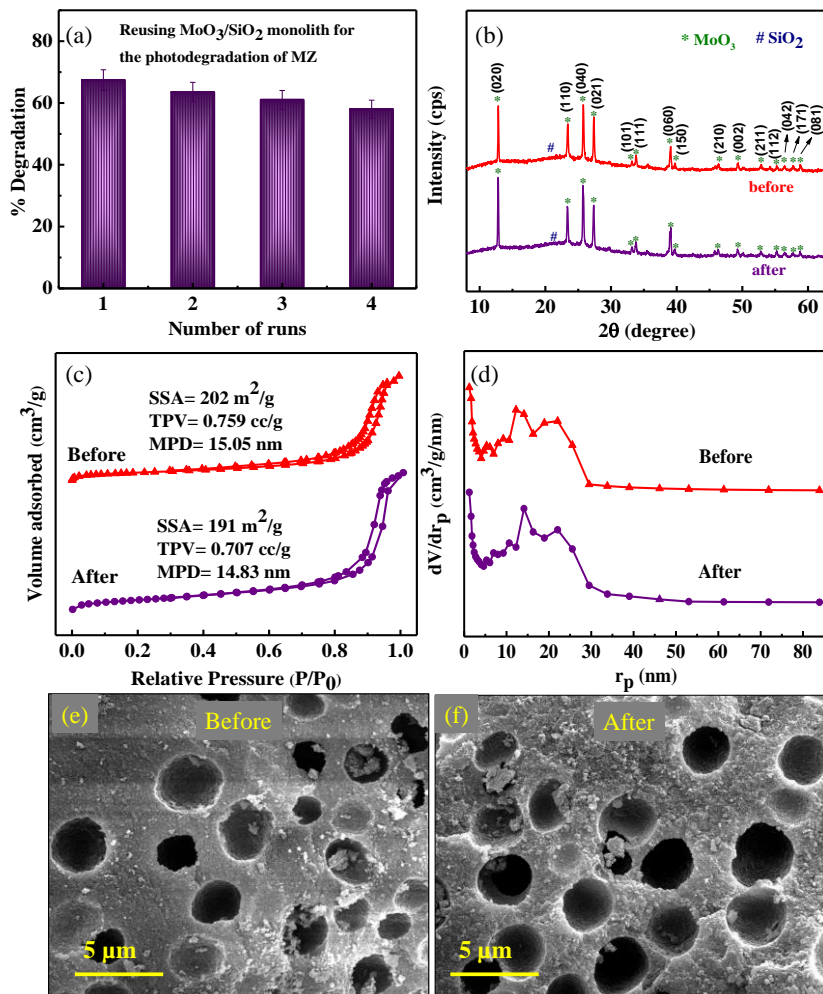 (a)
Reusing MoO₃/SiO₂ monolith for
the photodegradation of MZ
% Degradation
80
60
40
20
0
1 2 3 4
Number of runs
(b)
* MoO₃ # SiO₂
Intensity (cps)
(020)
(110)
(040)
(021)
(101)
(111)
(060)
(150)
(210)
(002)
(211)
(112)
(042)
(171)
(081)
#
before
#
after
10 20 30 40 50 60
2θ (degree)
(c)
SSA= 202 m²/g
TPV= 0.759 cc/g
MPD= 15.05 nm
Before
SSA= 191 m²/g
TPV= 0.707 cc/g
MPD= 14.83 nm
After
Volume adsorbed (cm³/g)
0.0 0.2 0.4 0.6 0.8 1.0
Relative Pressure (P/P₀)
(d)
Before
After
dV/drₚ (cm³/g/nm)
0 10 20 30 40 50 60 70 80
rₚ (nm)
(e)
Before
5 µm
(f)
After
5 µm